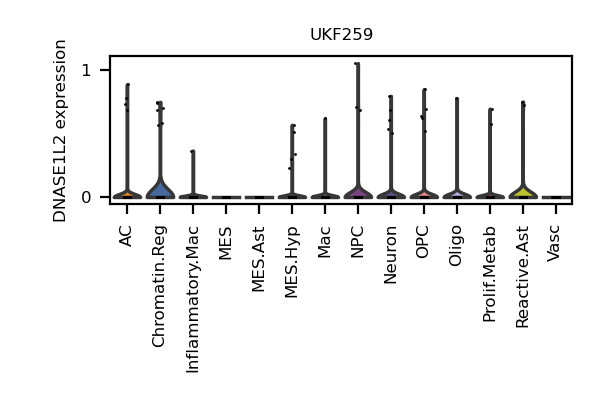 UKF259
DNASE1L2 expression
1
0
AC
Chromatin.Reg
Inflammatory.Mac
MES
MES.Ast
MES.Hyp
Mac
NPC
Neuron
OPC
Oligo
Prolif.Metab
Reactive.Ast
Vasc